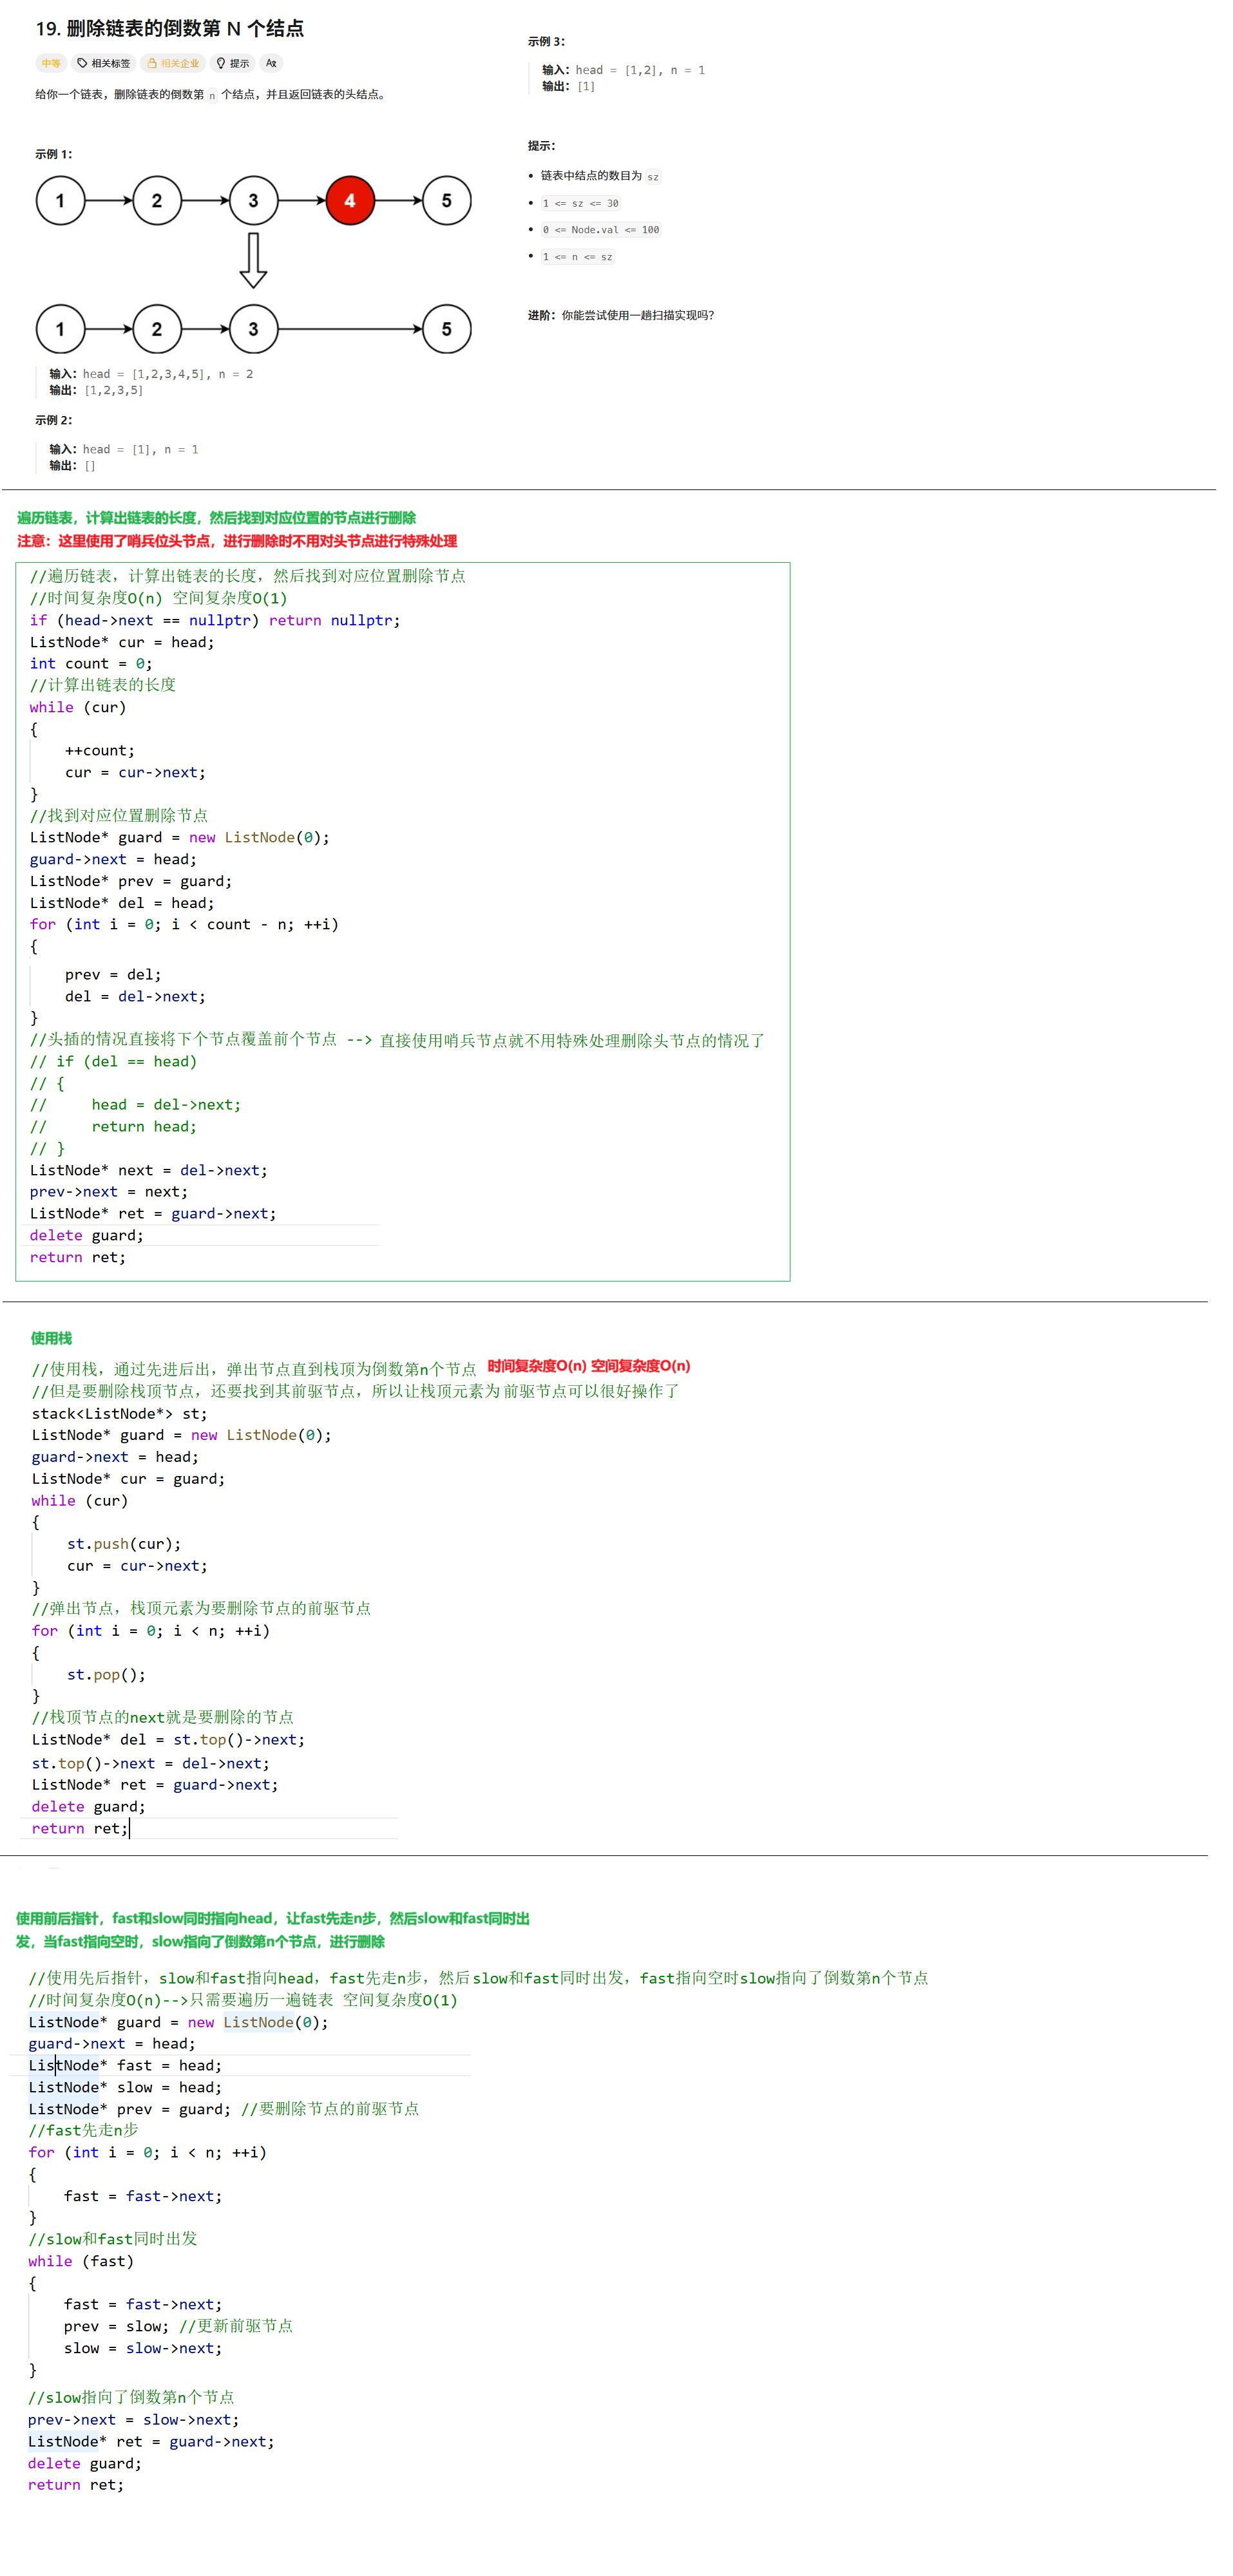 19. 删除链表的倒数第 N 个结点
中等 相关标签 相关企业 提示 Aז
给你一个链表，删除链表的倒数第 n 个结点，并且返回链表的头结点。
示例 1：
1 2 3 4 5
1 2 3 5
输入：head = [1,2,3,4,5], n = 2
输出：[1,2,3,5]
示例 2：
输入：head = [1], n = 1
输出：[]
示例 3：
输入：head = [1,2], n = 1
输出：[1]
提示：
• 链表中结点的数目为 sz
• 1 <= sz <= 30
• 0 <= Node.val <= 100
• 1 <= n <= sz
进阶：你能尝试使用一趟扫描实现吗？
遍历链表，计算出链表的长度，然后找到对应位置的节点进行删除
注意：这里使用了哨兵位头节点，进行删除时不用对头节点进行特殊处理
//遍历链表，计算出链表的长度，然后找到对应位置删除节点
//时间复杂度O(n) 空间复杂度O(1)
if (head->next == nullptr) return nullptr;
ListNode* cur = head;
int count = 0;
//计算出链表的长度
while (cur)
{
++count;
cur = cur->next;
}
//找到对应位置删除节点
ListNode* guard = new ListNode(0);
guard->next = head;
ListNode* prev = guard;
ListNode* del = head;
for (int i = 0; i < count - n; ++i)
{
prev = del;
del = del->next;
}
//头插的情况直接将下个节点覆盖前个节点 --> 直接使用哨兵节点就不用特殊处理删除头节点的情况了
// if (del == head)
// {
// head = del->next;
// return head;
// }
ListNode* next = del->next;
prev->next = next;
ListNode* ret = guard->next;
delete guard;
return ret;
使用栈
//使用栈，通过先进后出，弹出节点直到栈顶为倒数第n个节点 时间复杂度O(n) 空间复杂度O(n)
//但是要删除栈顶节点，还要找到其前驱节点，所以让栈顶元素为前驱节点可以很好操作了
stack<ListNode*> st;
ListNode* guard = new ListNode(0);
guard->next = head;
ListNode* cur = guard;
while (cur)
{
st.push(cur);
cur = cur->next;
}
//弹出节点，栈顶元素为要删除节点的前驱节点
for (int i = 0; i < n; ++i)
{
st.pop();
}
//栈顶节点的next就是要删除的节点
ListNode* del = st.top()->next;
st.top()->next = del->next;
ListNode* ret = guard->next;
delete guard;
return ret;
使用前后指针，fast和slow同时指向head，让fast先走n步，然后slow和fast同时出
发，当fast指向空时，slow指向了倒数第n个节点，进行删除
//使用先后指针，slow和fast指向head，fast先走n步，然后slow和fast同时出发，fast指向空时slow指向了倒数第n个节点
//时间复杂度O(n)-->只需要遍历一遍链表 空间复杂度O(1)
ListNode* guard = new ListNode(0);
guard->next = head;
ListNode* fast = head;
ListNode* slow = head;
ListNode* prev = guard; //要删除节点的前驱节点
//fast先走n步
for (int i = 0; i < n; ++i)
{
fast = fast->next;
}
//slow和fast同时出发
while (fast)
{
fast = fast->next;
prev = slow; //更新前驱节点
slow = slow->next;
}
//slow指向了倒数第n个节点
prev->next = slow->next;
ListNode* ret = guard->next;
delete guard;
return ret;